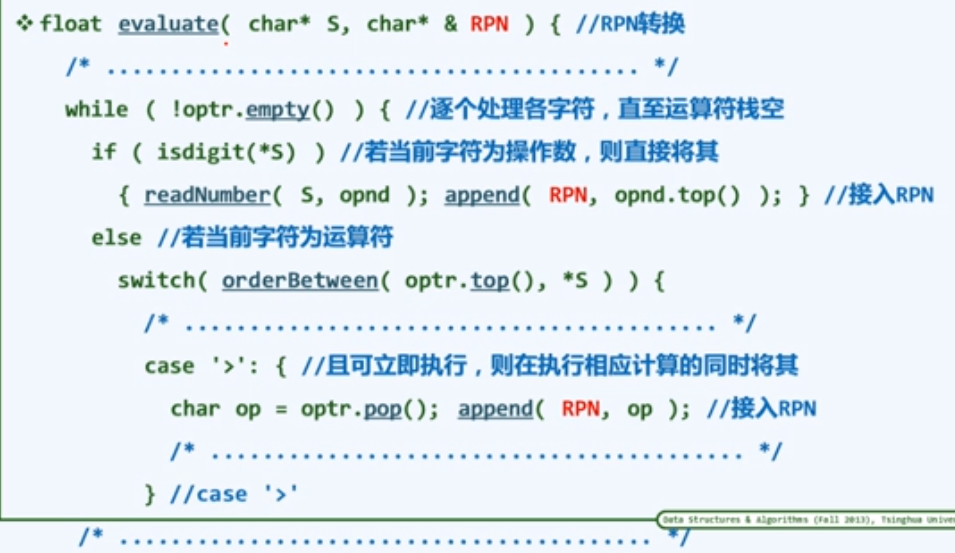 ❖float evaluate( char* S, char* & RPN ) { //RPN转换
/* ........................................ */
while ( !optr.empty() ) { //逐个处理各字符，直至运算符栈空
if ( isdigit(*S) ) //若当前字符为操作数，则直接将其
{ readNumber( S, opnd ); append( RPN, opnd.top() ); } //接入RPN
else //若当前字符为运算符
switch( orderBetween( optr.top(), *S ) ) {
/* ........................................ */
case '>': { //且可立即执行，则在执行相应计算的同时将其
char op = optr.pop(); append( RPN, op ); //接入RPN
/* ........................................ */
} //case '>'
Data Structures & Algorithms (Fall 2013), Tsinghua
/* ........................................ */